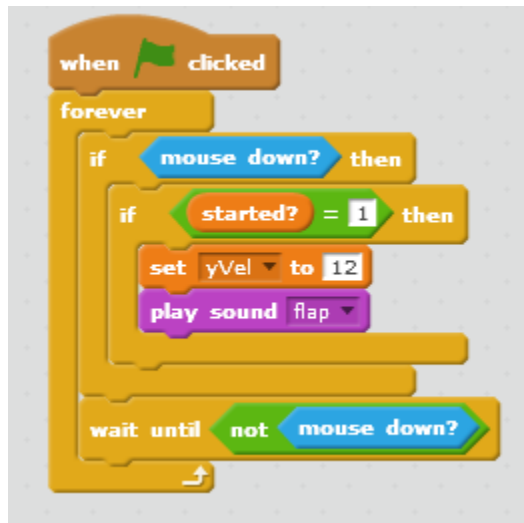 when clicked
forever
if mouse down? then
if started? = 1 then
set yVel to 12
play sound flap
wait until not mouse down?